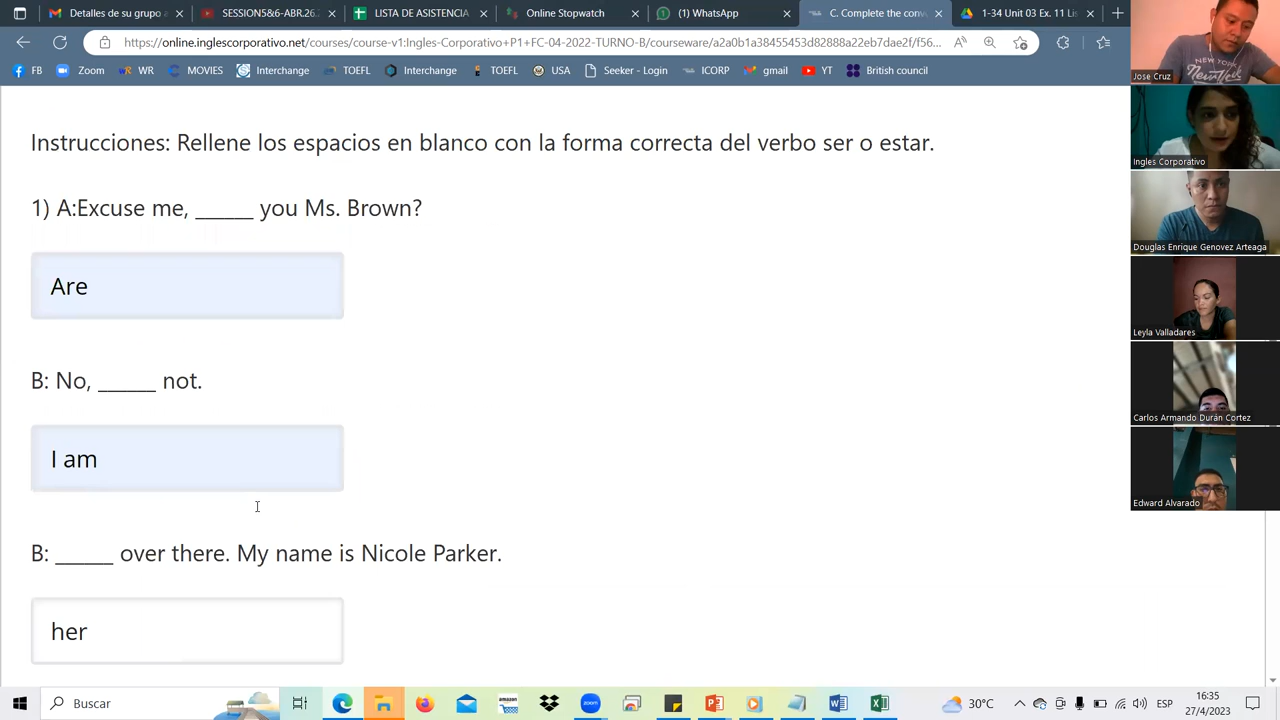 Detalles de su grupo a
SESSION5&6-ABR.26
LISTA DE ASISTENCIA
Online Stopwatch
(1) WhatsApp
C. Complete the conv
1-34 Unit 03 Ex. 11 Lis
https://online.inglescorporativo.net/courses/course-v1:Ingles-Corporativo+P1+FC-04-2022-TURNO-B/courseware/a2a0b1a38455453d82888a22eb7dae2f/f56...
FB
Zoom
WR
MOVIES
Interchange
TOEFL
Interchange
TOEFL
USA
Seeker - Login
ICORP
gmail
YT
British council
Instrucciones: Rellene los espacios en blanco con la forma correcta del verbo ser o estar.
1) A:Excuse me, ______ you Ms. Brown?
Are
B: No, ______ not.
I am
B: ______ over there. My name is Nicole Parker.
her
NEW YORK
Jose Cruz
Ingles Corporativo
Douglas Enrique Genovez Arteaga
Leyla Valladares
Carlos Armando Durán Cortez
Edward Alvarado
Buscar
amazon
zoom
30°C
ESP
16:35
27/4/2023